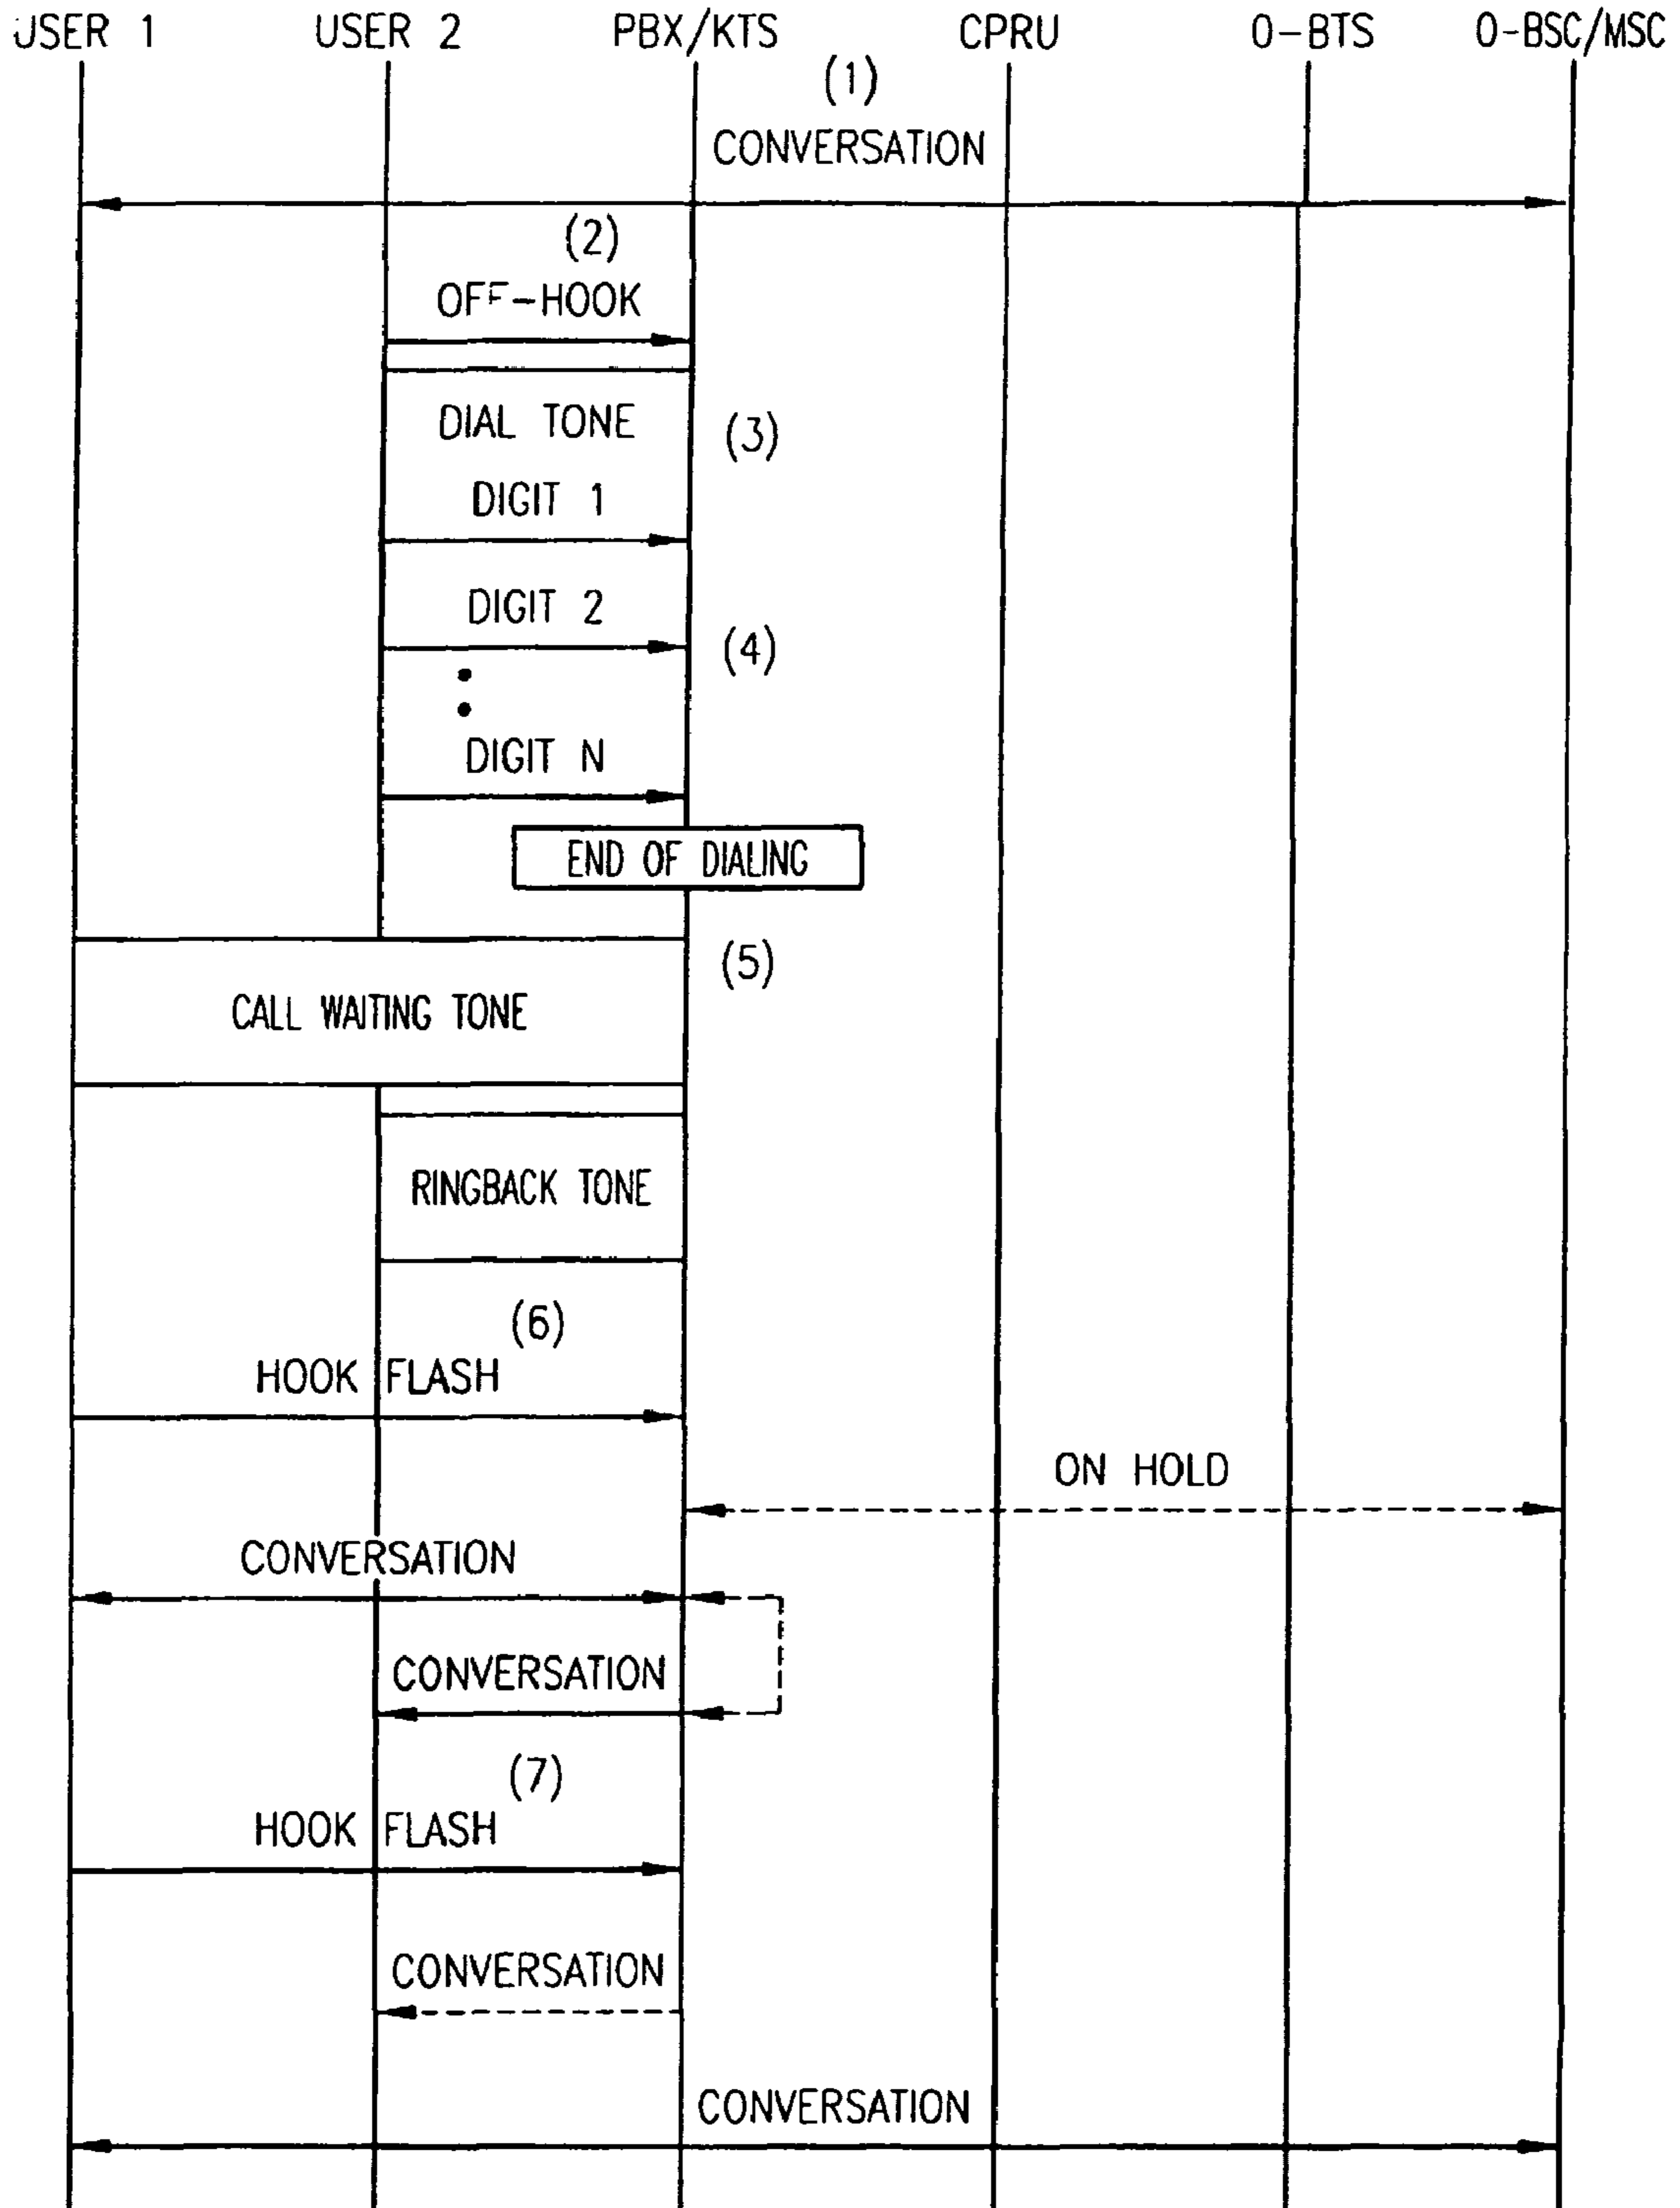 USER 1 USER 2 PBX/KTS CPRU O-BTS O-BSC/MSC
(1)
CONVERSATION
(2)
OFF-HOOK
DIAL TONE (3)
DIGIT 1
DIGIT 2
(4)
DIGIT N
END OF DIALING
(5)
CALL WAITING TONE
RINGBACK TONE
(6)
HOOK FLASH
ON HOLD
CONVERSATION
CONVERSATION
(7)
HOOK FLASH
CONVERSATION
CONVERSATION